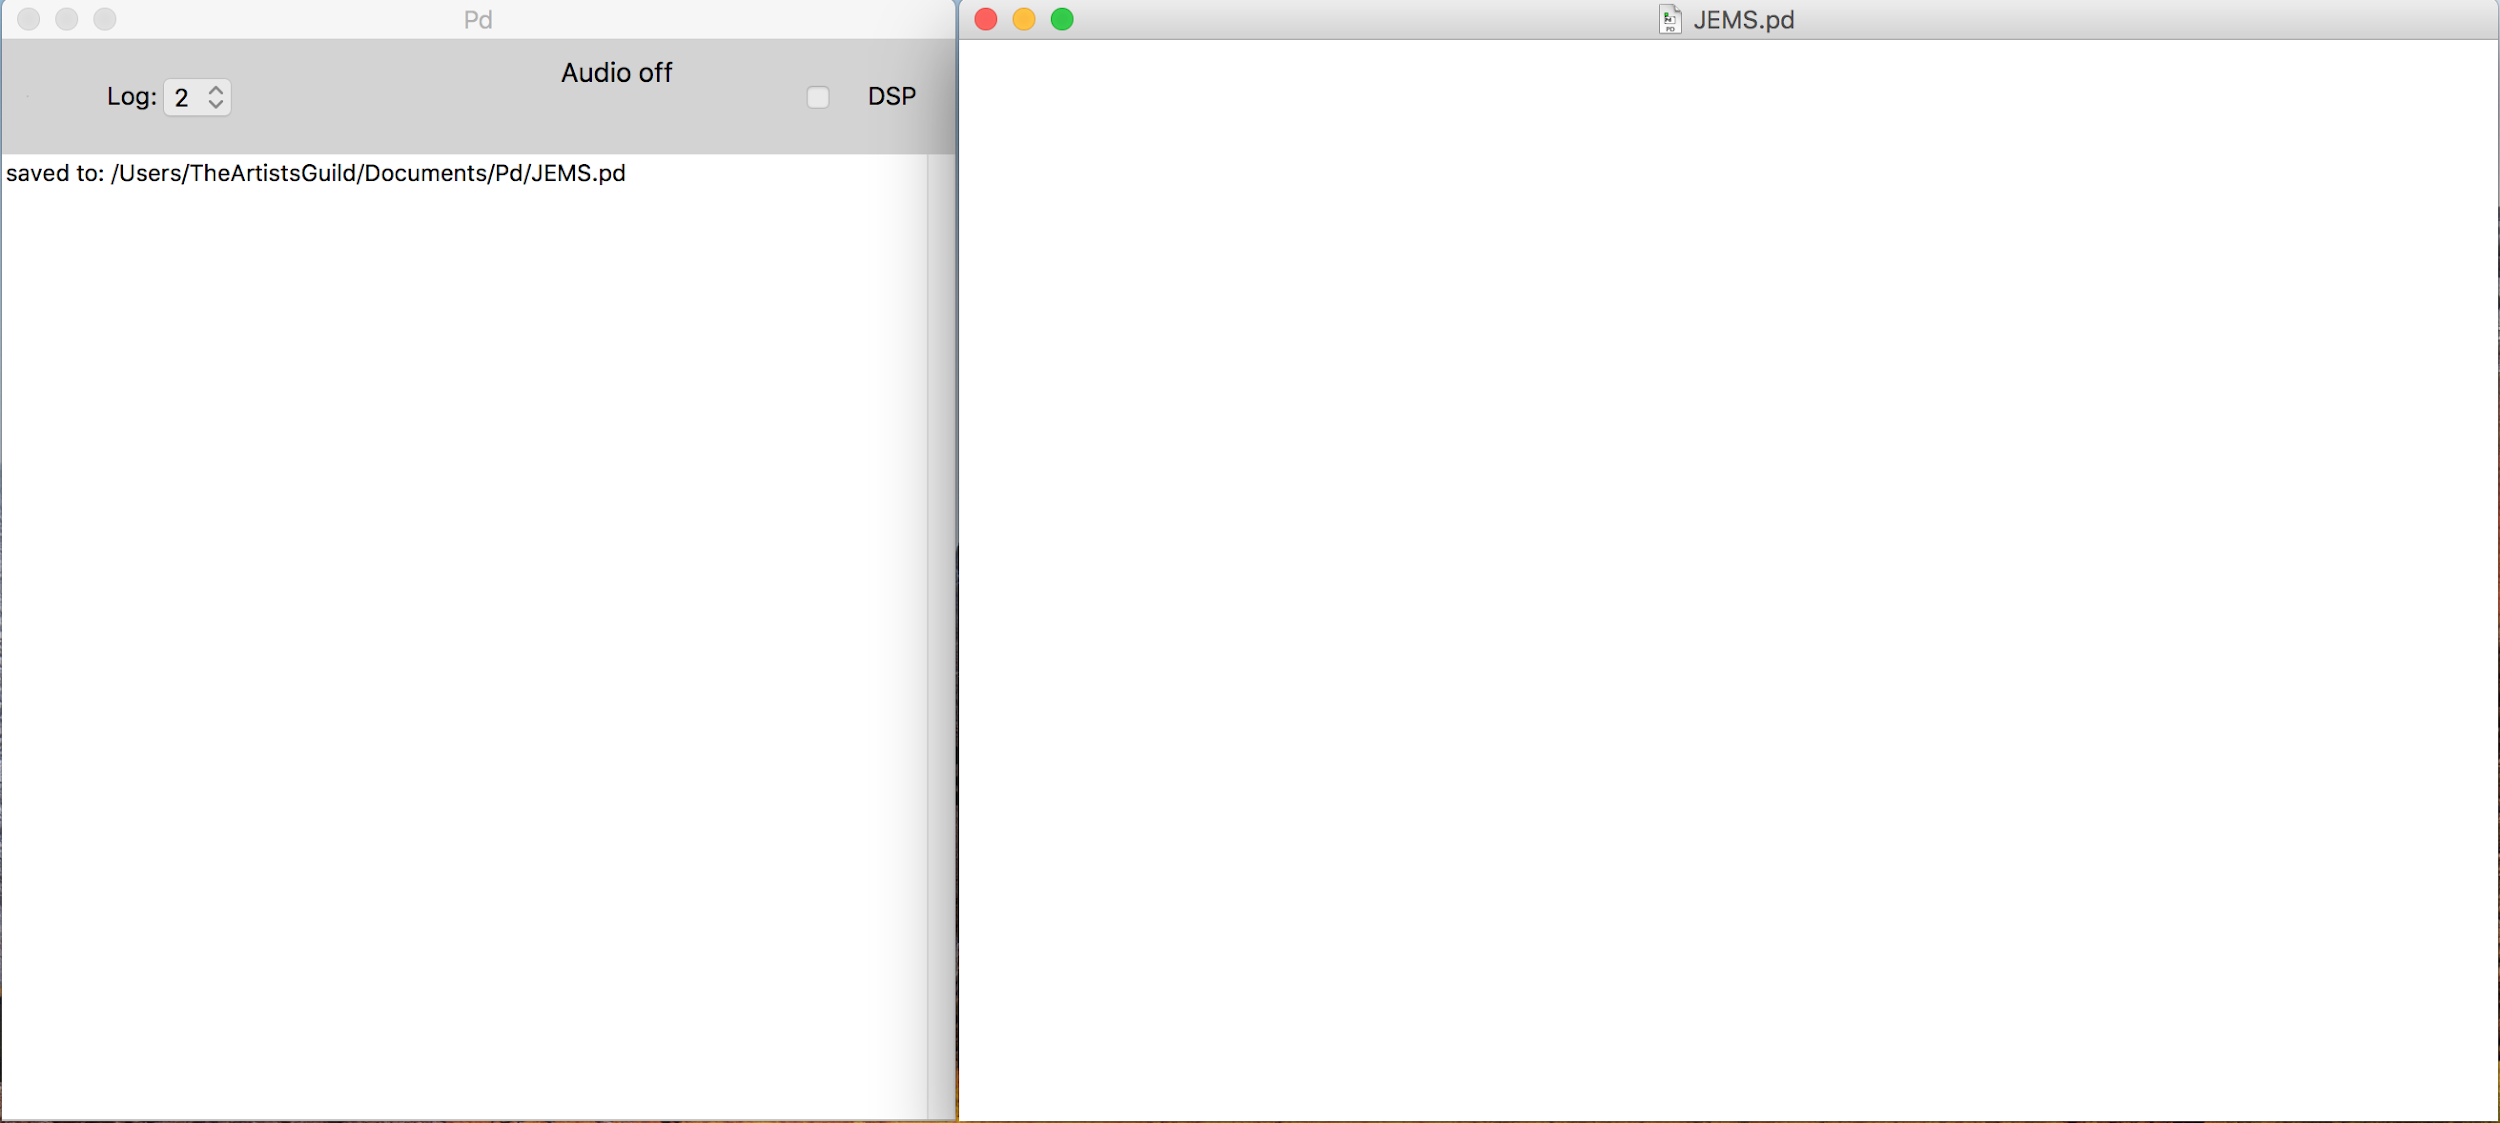 Pd
Audio off
Log: 2
DSP
saved to: /Users/TheArtistsGuild/Documents/Pd/JEMS.pd
JEMS.pd